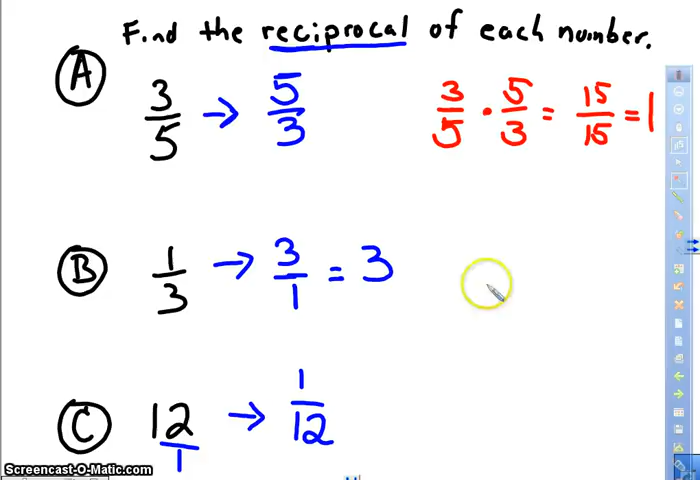 Find the reciprocal of each number.
A 3/5 → 5/3 3/5 · 5/3 = 15/15 = 1
B 1/3 → 3/1 = 3
C 12/1 → 1/12
Screencast-O-Matic.com